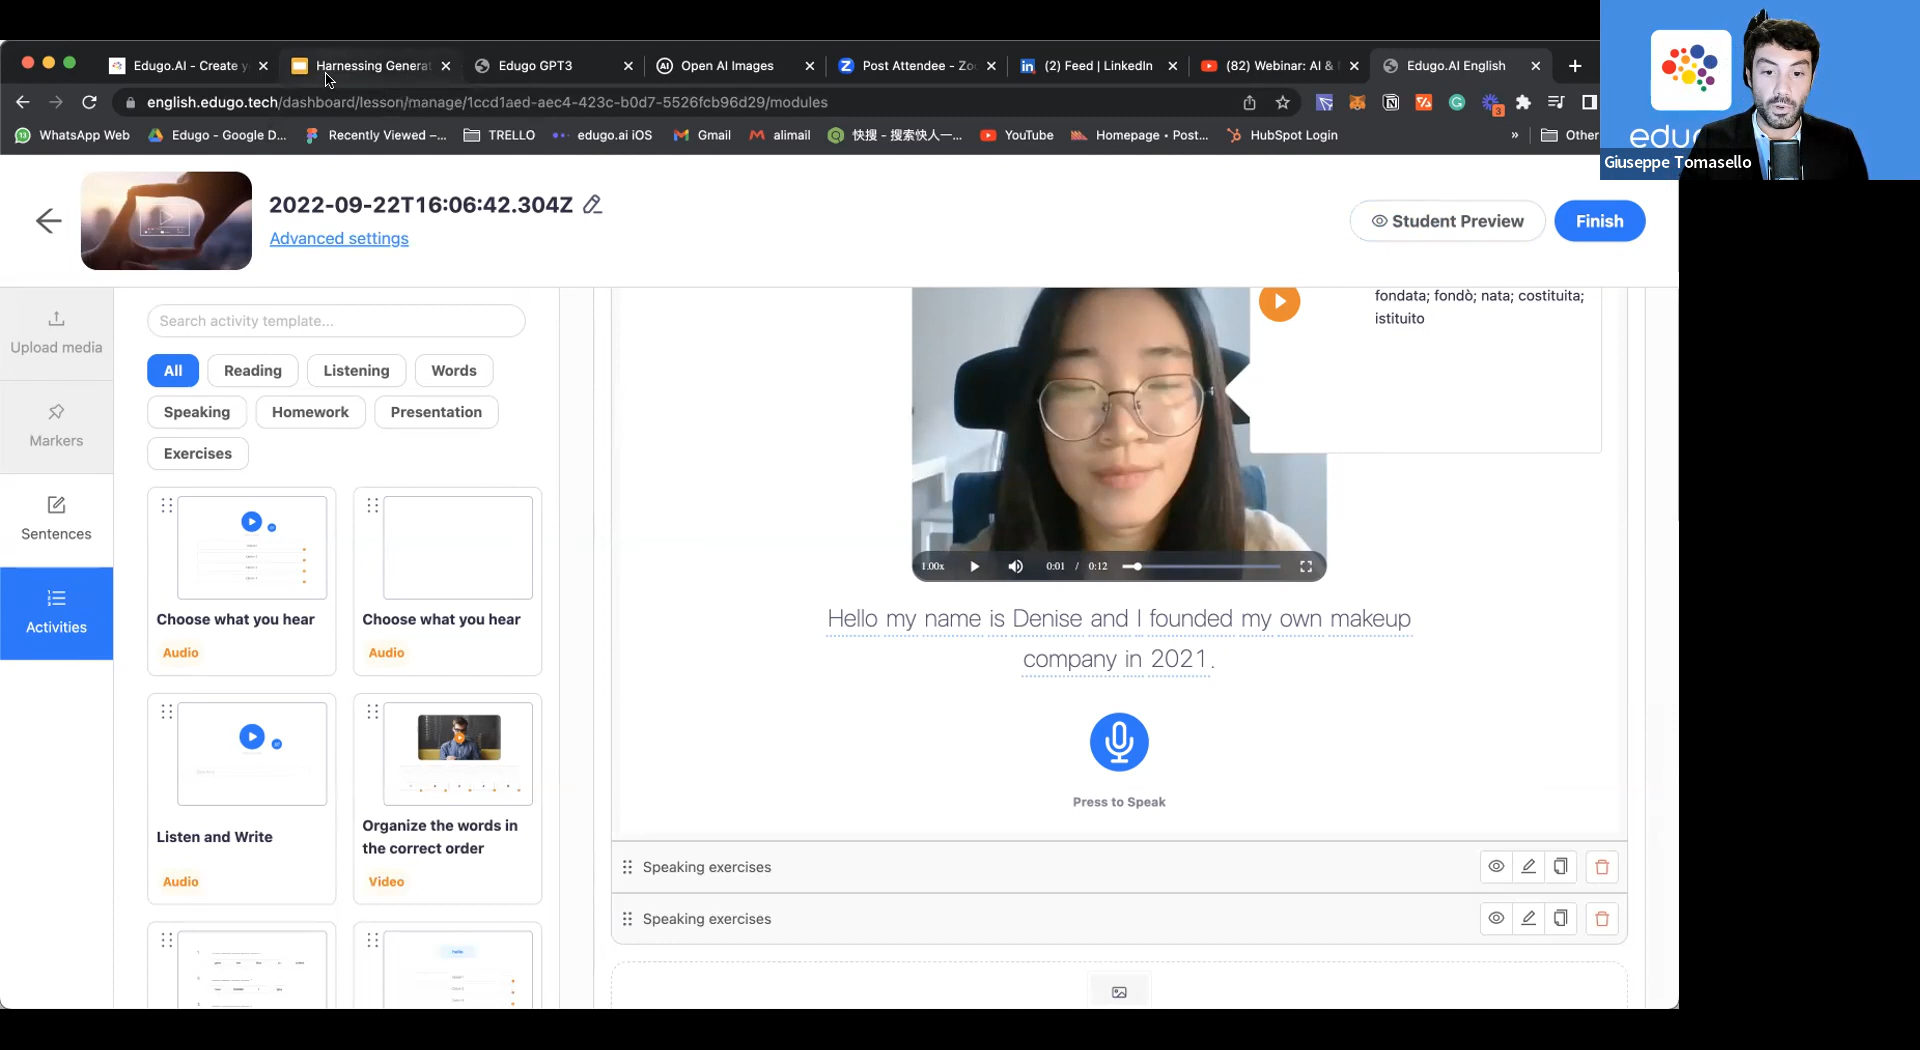 Edugo.AI - Create y
Harnessing Generat
Edugo GPT3
Open AI Images
Post Attendee - Zo
(2) Feed | LinkedIn
(82) Webinar: AI &
Edugo.AI English
english.edugo.tech/dashboard/lesson/manage/1ccd1aed-aec4-423c-b0d7-5526fcb96d29/modules
3
13
WhatsApp Web
Edugo - Google D...
Recently Viewed –...
TRELLO
edugo.ai iOS
Gmail
alimail
快搜 - 搜索快人一...
YouTube
Homepage • Post...
HubSpot Login
»
Other
edu
Giuseppe Tomasello
2022-09-22T16:06:42.304Z
Advanced settings
Student Preview
Finish
Upload media
Markers
Sentences
Activities
Search activity template...
All
Reading
Listening
Words
Speaking
Homework
Presentation
Exercises
Choose what you hear
Audio
Choose what you hear
Audio
Listen and Write
Audio
Organize the words in
the correct order
Video
fondata; fondò; nata; costituita;
istituito
1.00x
0:01 / 0:12
Hello my name is Denise and I founded my own makeup
company in 2021.
Press to Speak
Speaking exercises
Speaking exercises